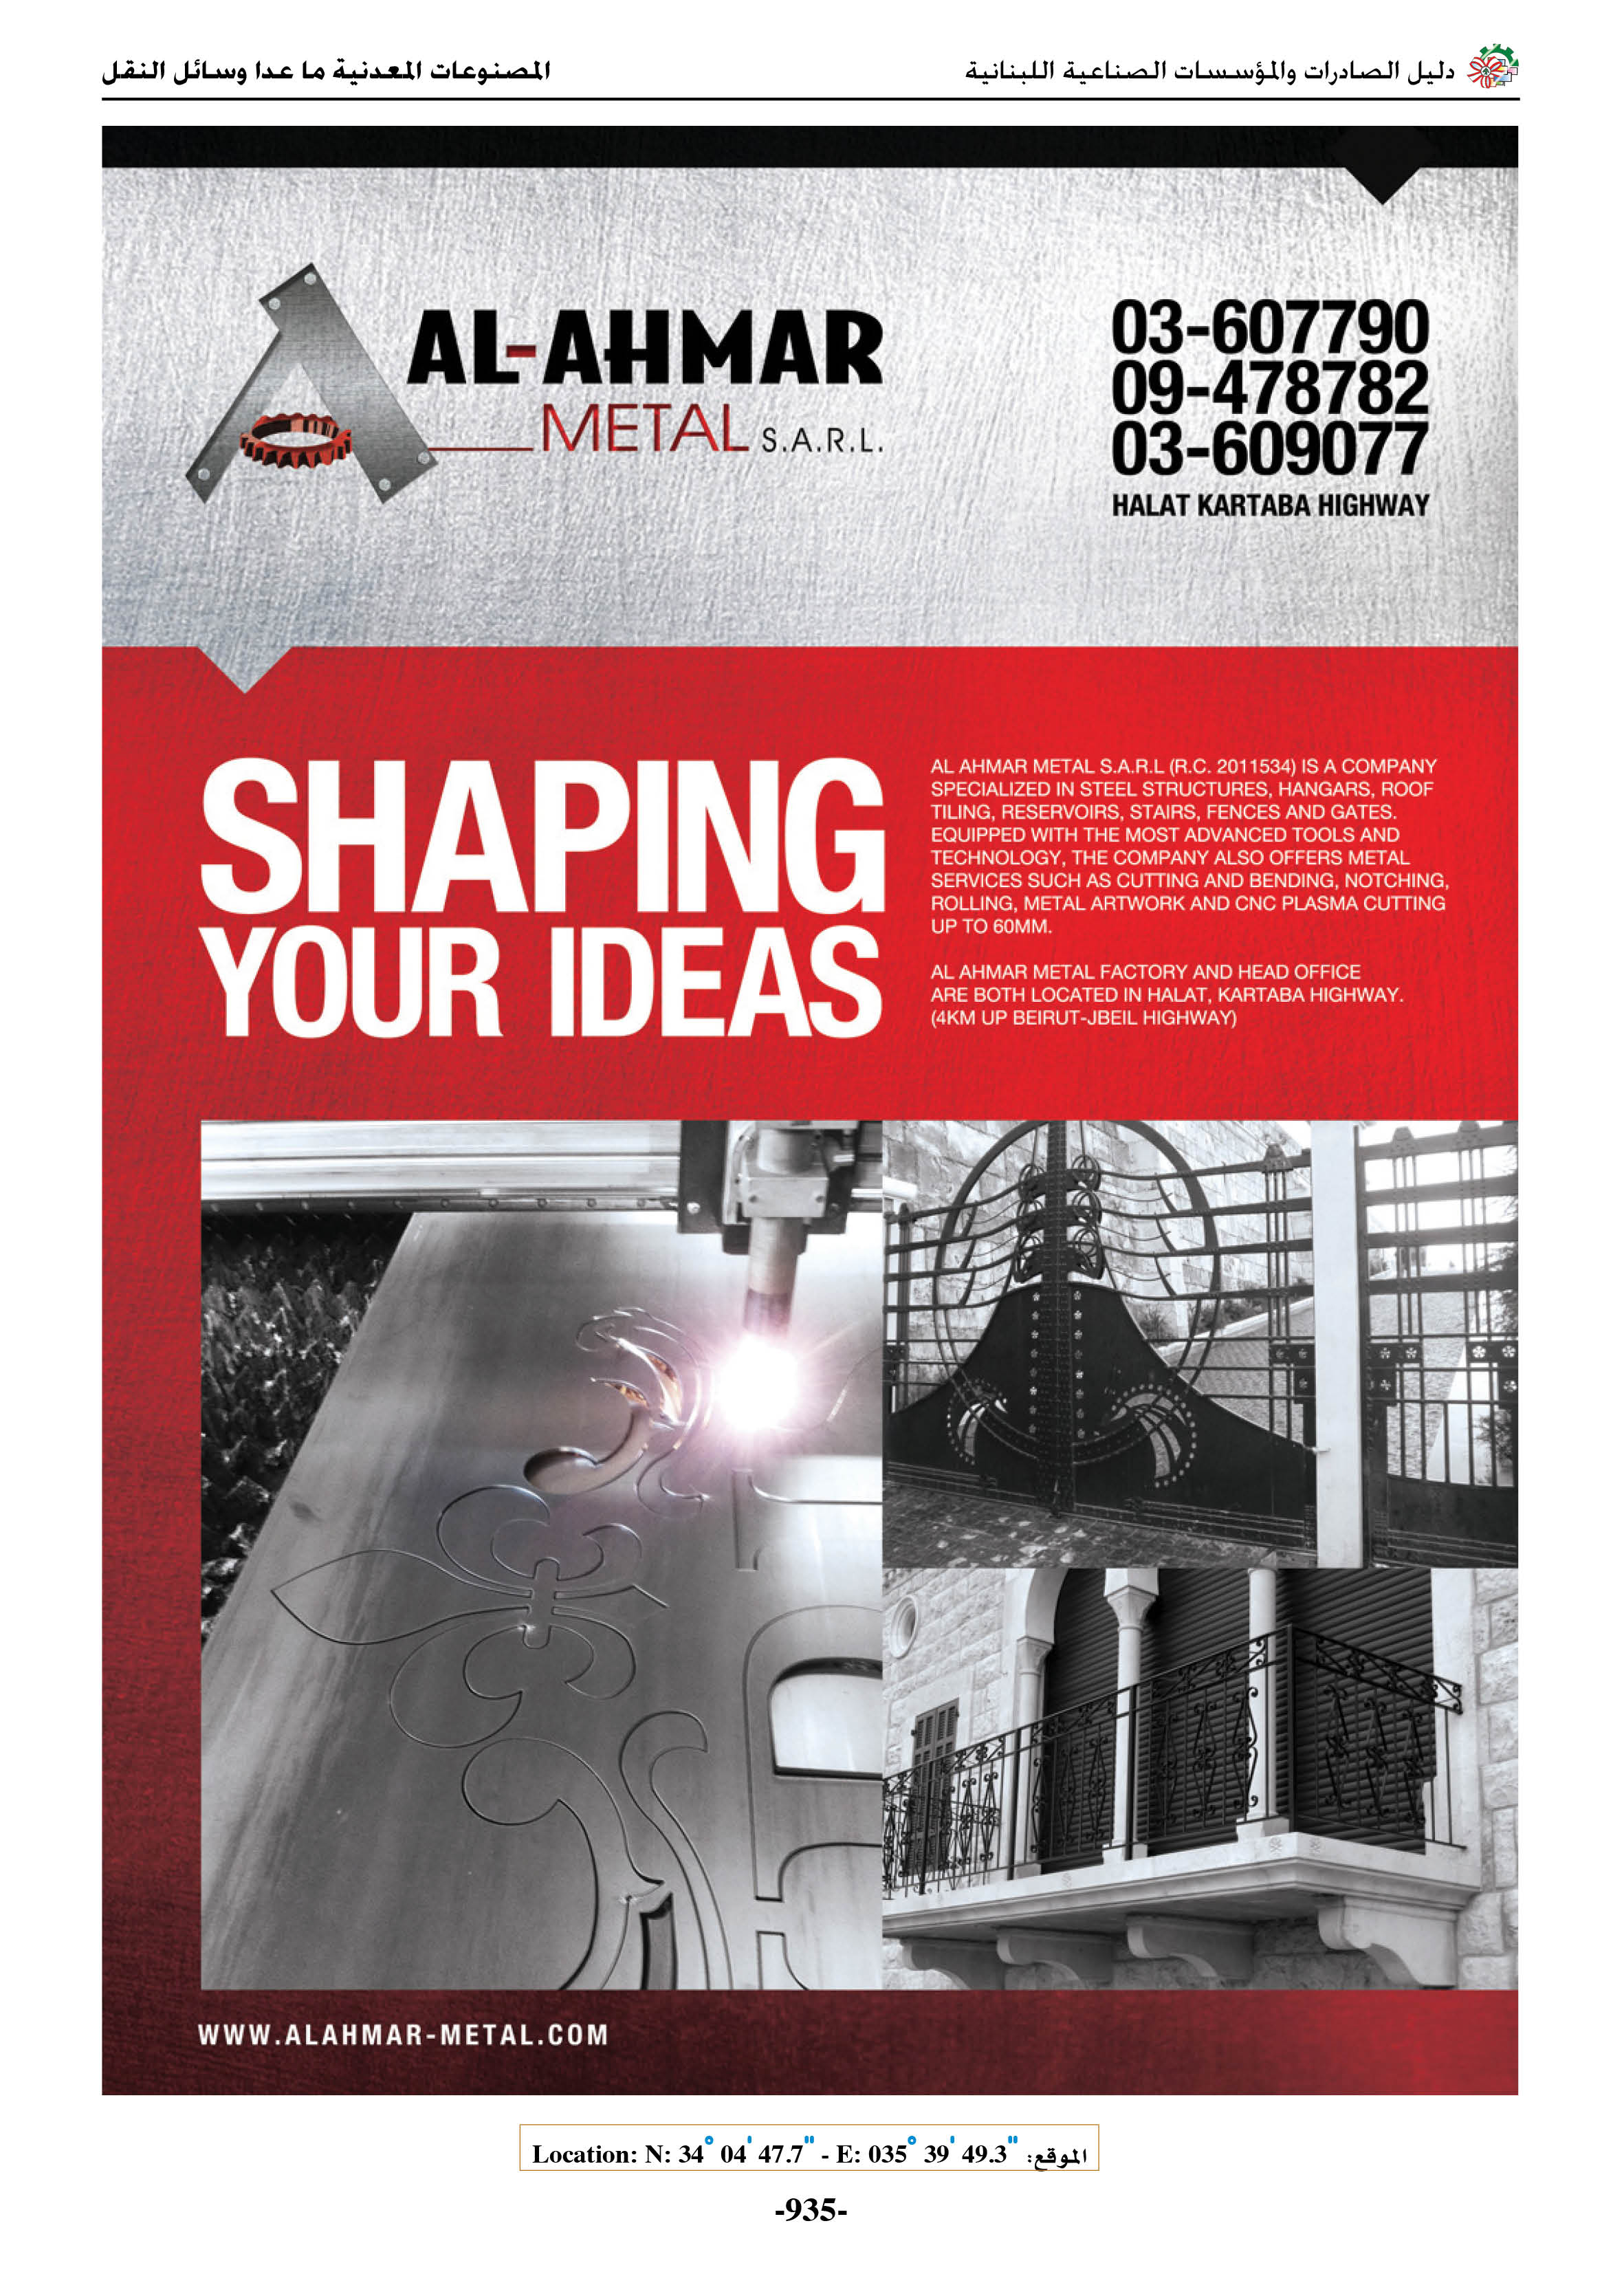 دليل الصادرات والمؤسسات الصناعية اللبنانية
المصنوعات المعدنية ما عدا وسائل النقل
AL-AHMAR
METAL S.A.R.L.
03-607790
09-478782
03-609077
HALAT KARTABA HIGHWAY
SHAPING
YOUR IDEAS
AL AHMAR METAL S.A.R.L (R.C. 2011534) IS A COMPANY
SPECIALIZED IN STEEL STRUCTURES, HANGARS, ROOF
TILING, RESERVOIRS, STAIRS, FENCES AND GATES.
EQUIPPED WITH THE MOST ADVANCED TOOLS AND
TECHNOLOGY, THE COMPANY ALSO OFFERS METAL
SERVICES SUCH AS CUTTING AND BENDING, NOTCHING,
ROLLING, METAL ARTWORK AND CNC PLASMA CUTTING
UP TO 60MM.
AL AHMAR METAL FACTORY AND HEAD OFFICE
ARE BOTH LOCATED IN HALAT, KARTABA HIGHWAY.
(4KM UP BEIRUT-JBEIL HIGHWAY)
WWW.ALAHMAR-METAL.COM
Location: N: 34° 04' 47.7" - E: 035° 39' 49.3" الموقع:
-935-